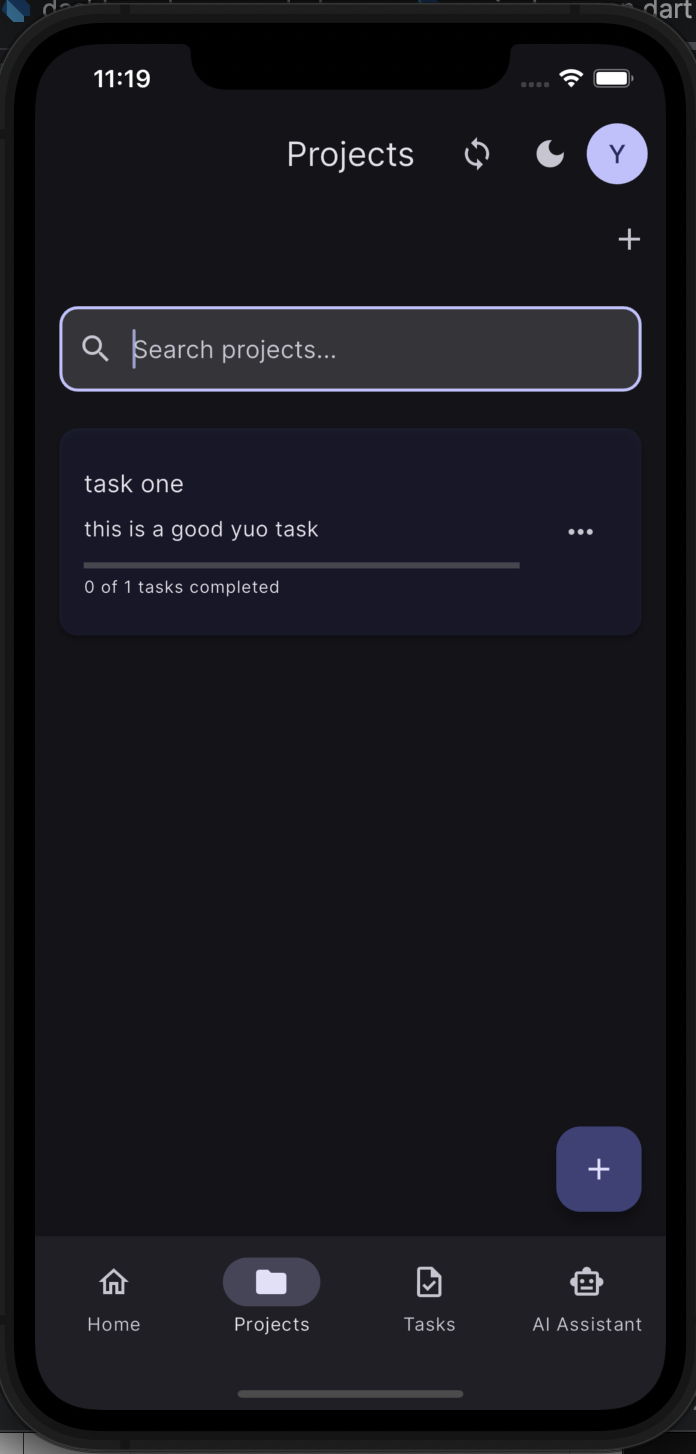 dart
11:19
Projects
Y
Search projects...
task one
this is a good yuo task
0 of 1 tasks completed
Home
Projects
Tasks
AI Assistant